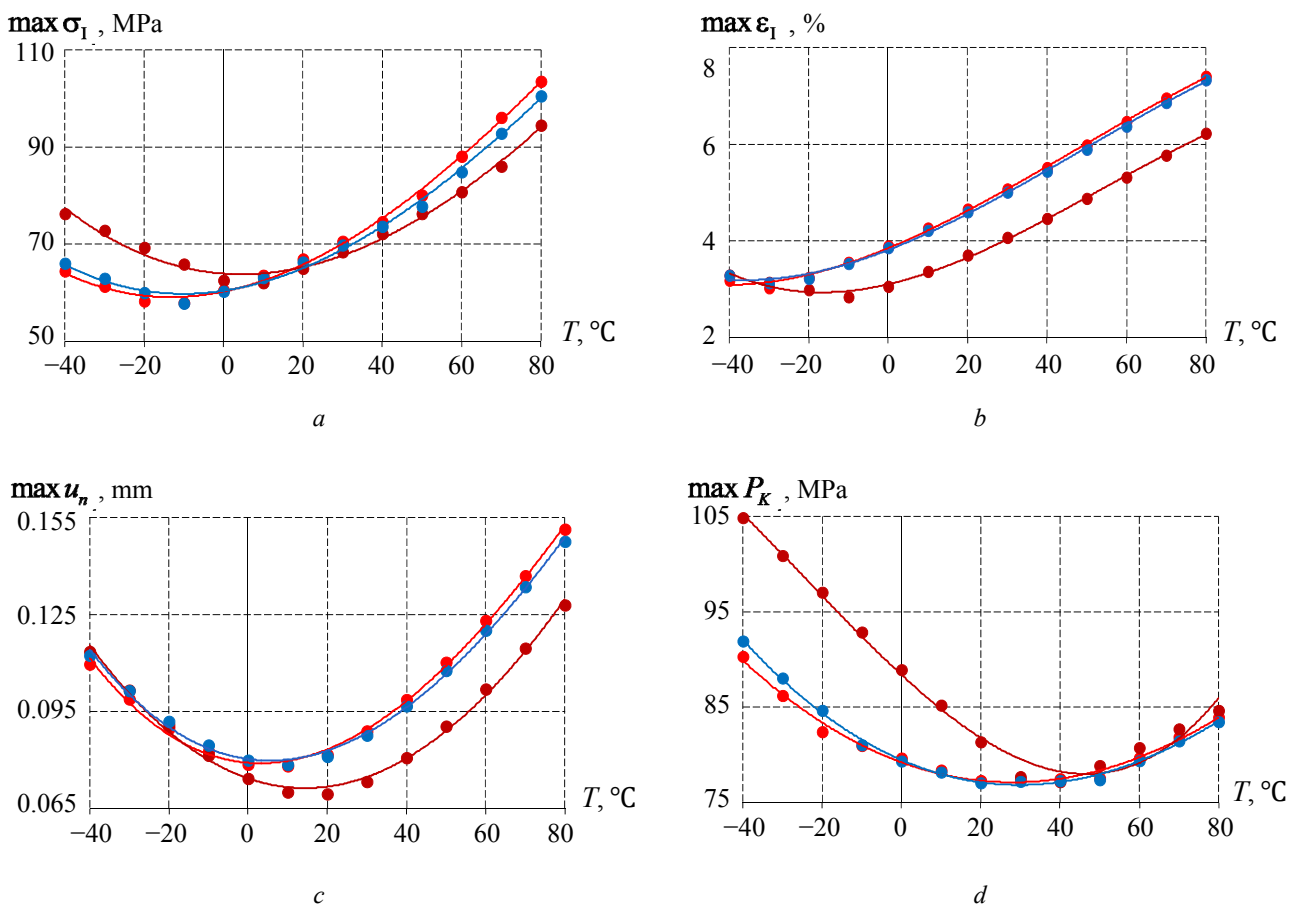 max σI , MPa
110
90
70
50
−40 −20 0 20 40 60 80
T, °C
a
max εI , %
8
6
4
2
−40 −20 0 20 40 60 80
T, °C
b
max un , mm
0.155
0.125
0.095
0.065
−40 −20 0 20 40 60 80
T, °C
c
max PK , MPa
105
95
85
75
−40 −20 0 20 40 60 80
T, °C
d